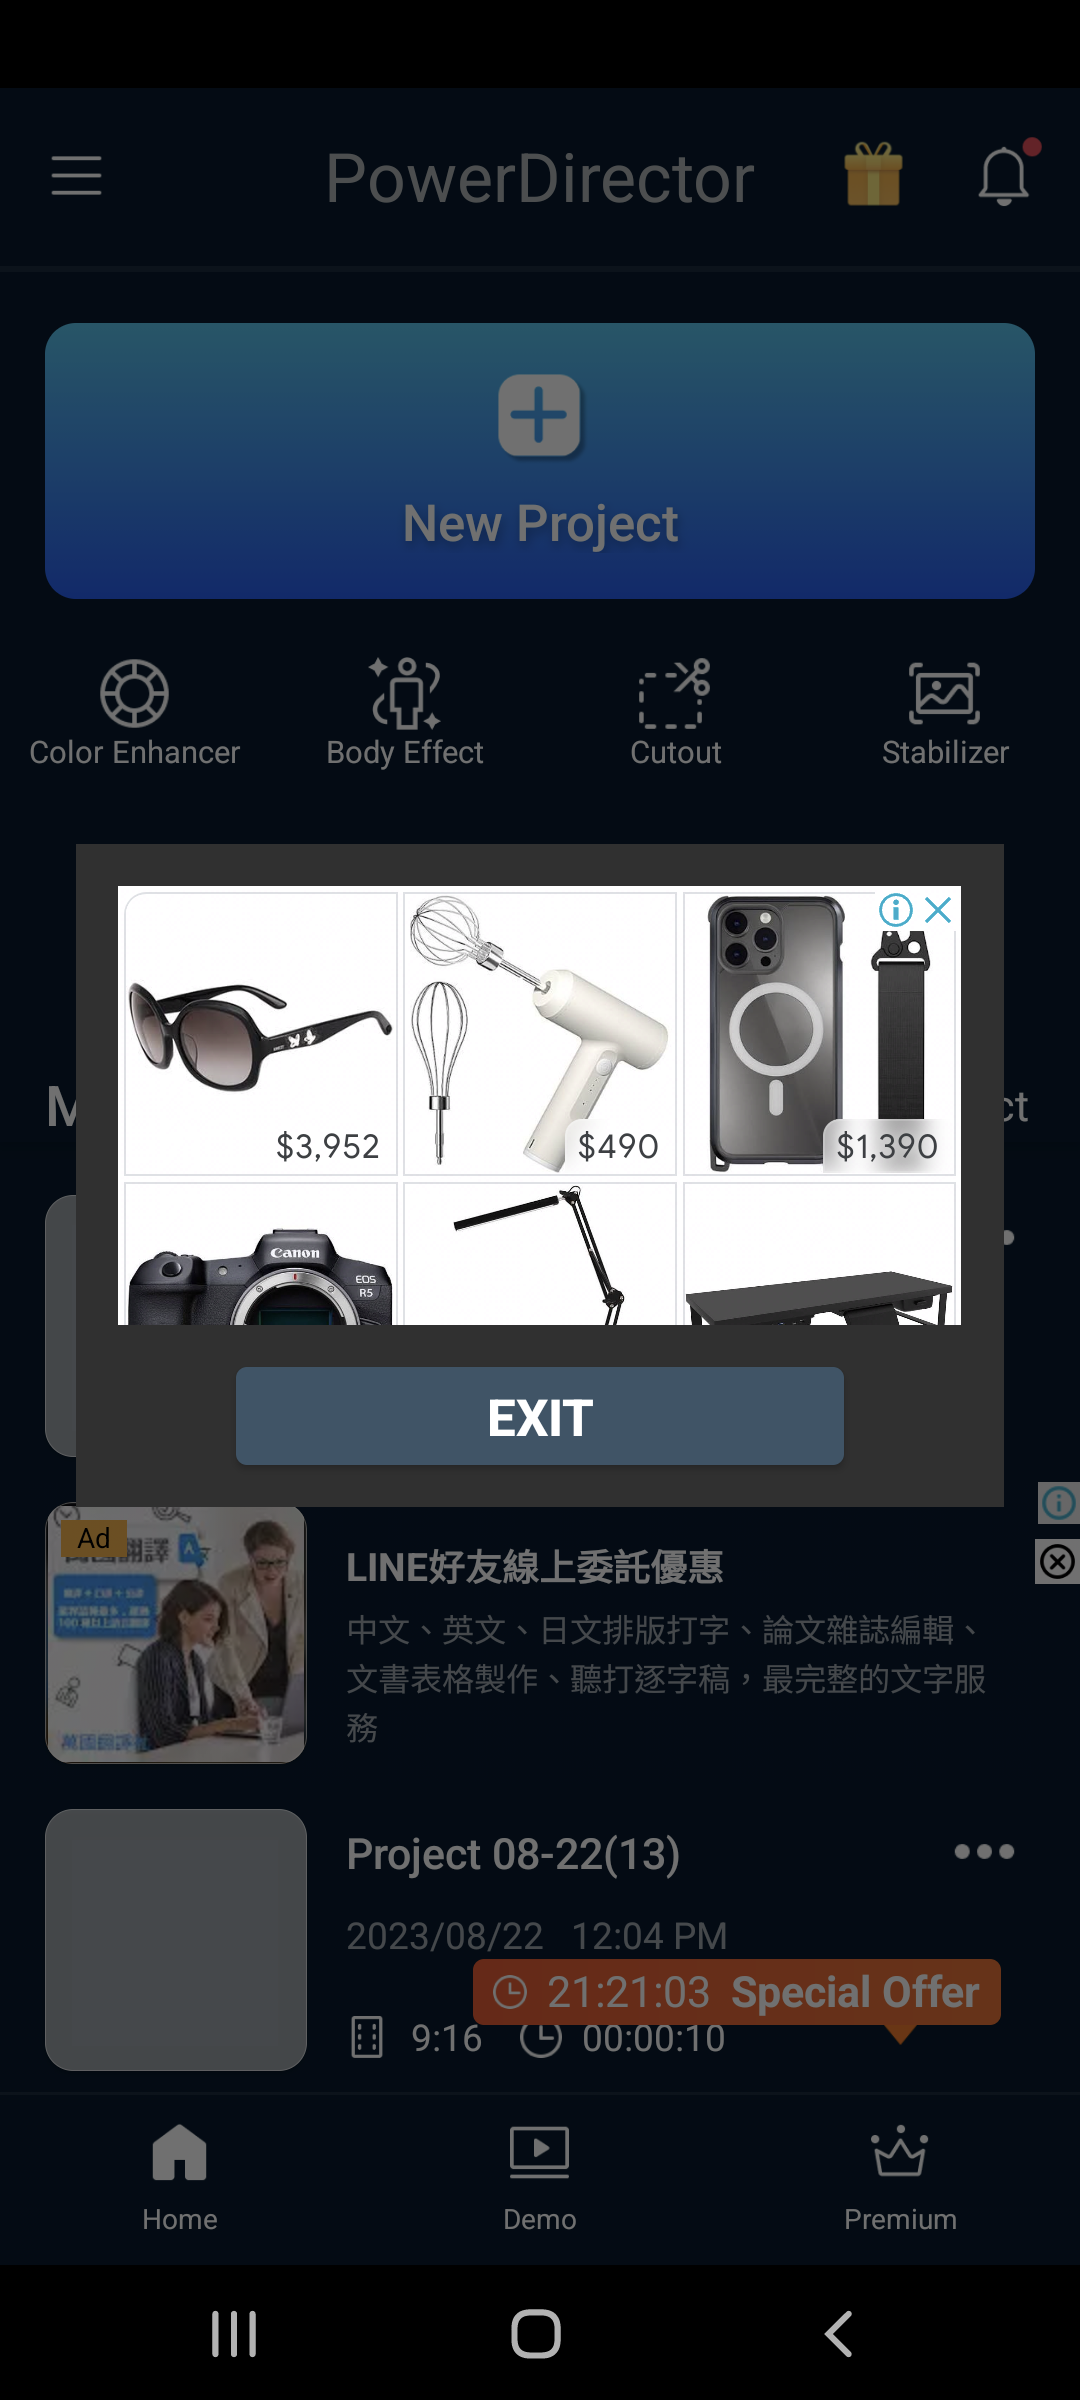 PowerDirector
New Project
Color Enhancer
Body Effect
Cutout
Stabilizer
$3,952
$490
$1,390
Canon
EOS
R5
M
ct
EXIT
Ad
LINE好友線上委託優惠
中文、英文、日文排版打字、論文雜誌編輯、
文書表格製作、聽打逐字稿，最完整的文字服
務
Project 08-22(13)
2023/08/22 12:04 PM
21:21:03 Special Offer
9:16 00:00:10
Home
Demo
Premium